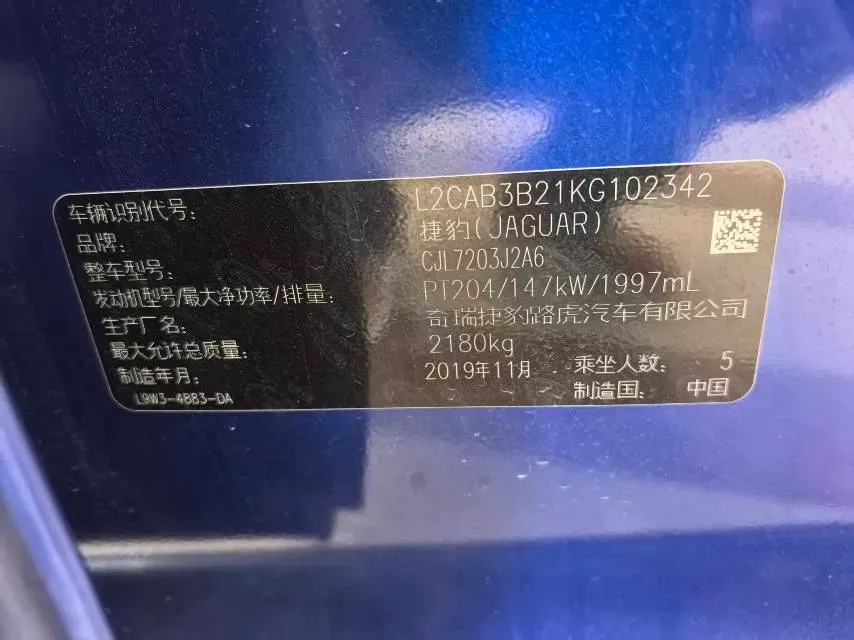 车辆识别代号: L2CAB3B21KG102342
品牌: 捷豹(JAGUAR)
整车型号: CJL7203J2A6
发动机型号/最大净功率/排量: PT204/147kW/1997mL
生产厂名: 奇瑞捷豹路虎汽车有限公司
最大允许总质量: 2180kg 乘坐人数: 5
制造年月: 2019年11月 制造国: 中国
L9W3-4883-DA